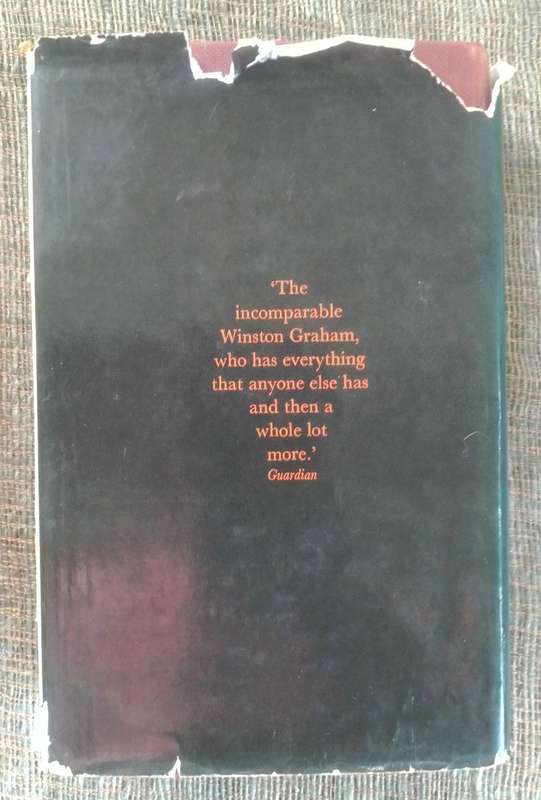 ‘The
incomparable
Winston Graham,
who has everything
that anyone else has
and then a
whole lot
more.’
Guardian